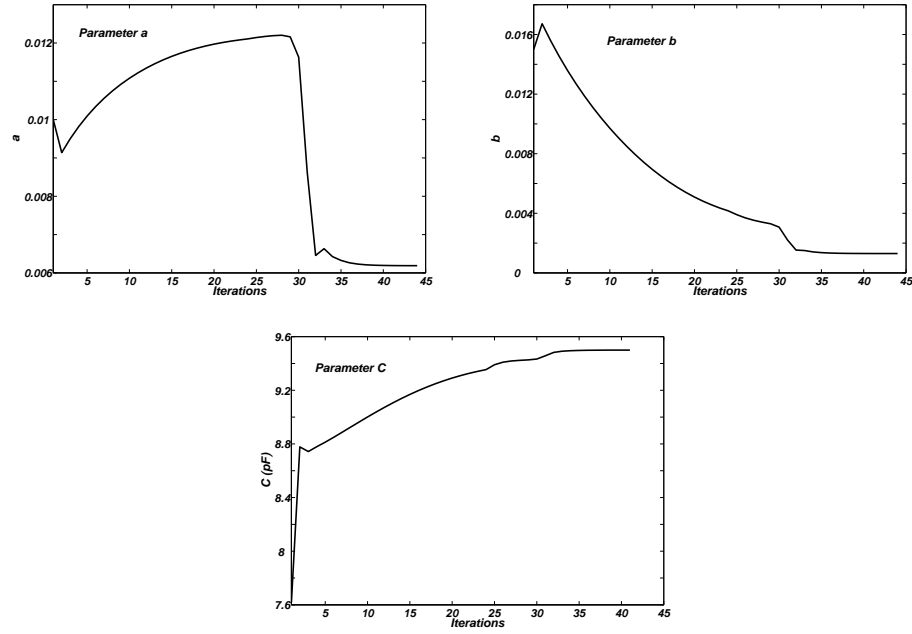 Parameter a
0.012
0.01
0.008
0.006
a
5 10 15 20 25 30 35 40 45
Iterations
Parameter b
0.016
0.012
0.008
0.004
0
b
5 10 15 20 25 30 35 40 45
Iterations
Parameter C
9.6
9.2
8.8
8.4
8
7.6
C (pF)
5 10 15 20 25 30 35 40 45
Iterations